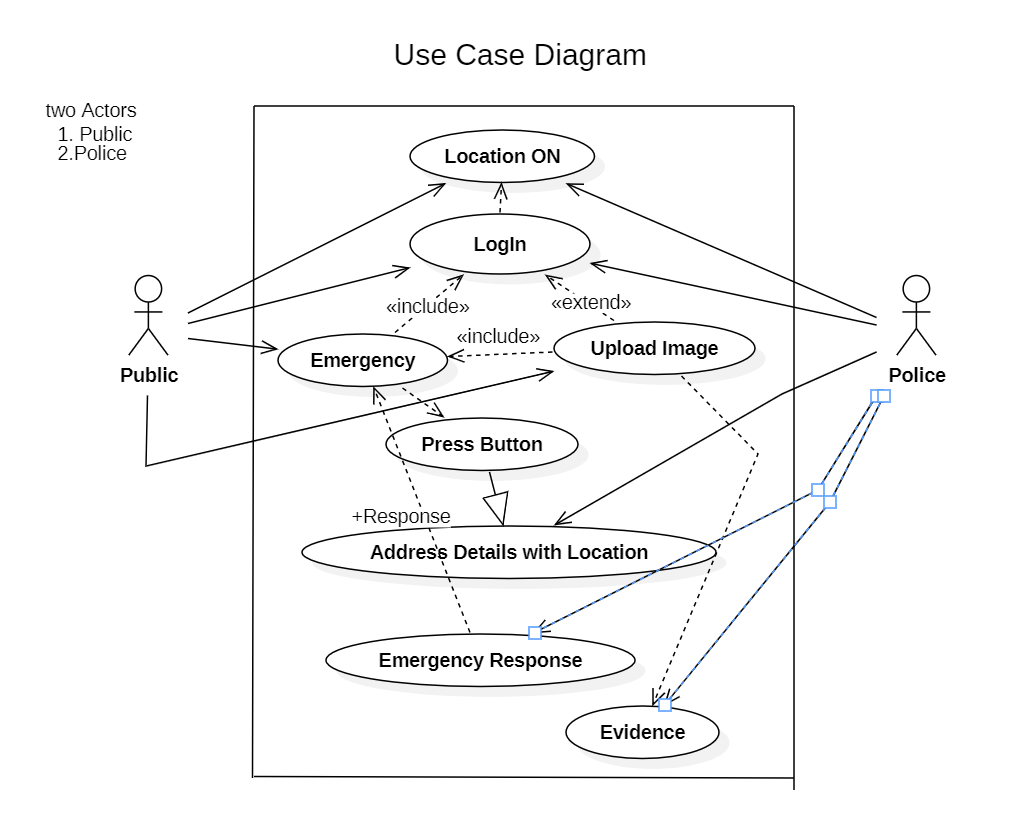 Use Case Diagram
two Actors
1. Public
2.Police
Location ON
LogIn
«include»
«extend»
«include»
Emergency
Upload Image
Public
Police
Press Button
+Response
Address Details with Location
Emergency Response
Evidence